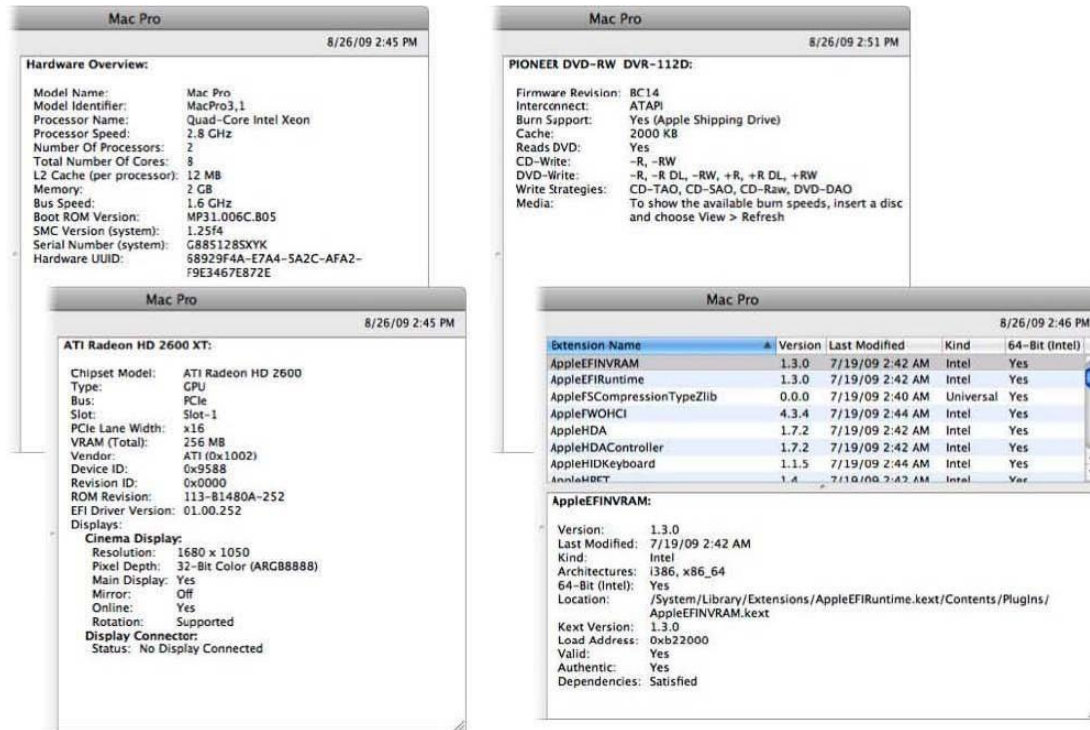 Mac Pro
8/26/09 2:45 PM
Hardware Overview:
Model Name: Mac Pro
Model Identifier: MacPro3,1
Processor Name: Quad-Core Intel Xeon
Processor Speed: 2.8 GHz
Number Of Processors: 2
Total Number Of Cores: 8
L2 Cache (per processor): 12 MB
Memory: 2 GB
Bus Speed: 1.6 GHz
Boot ROM Version: MP31.006C.B05
SMC Version (system): 1.25f4
Serial Number (system): G885128SXYK
Hardware UUID: 68929F4A-E7A4-5A2C-AFA2-
F9E3467E872E
Mac Pro
8/26/09 2:51 PM
PIONEER DVD-RW DVR-112D:
Firmware Revision: BC14
Interconnect: ATAPI
Burn Support: Yes (Apple Shipping Drive)
Cache: 2000 KB
Reads DVD: Yes
CD-Write: -R, -RW
DVD-Write: -R, -R DL, -RW, +R, +R DL, +RW
Write Strategies: CD-TAO, CD-SAO, CD-Raw, DVD-DAO
Media: To show the available burn speeds, insert a disc
and choose View > Refresh
Mac Pro
8/26/09 2:45 PM
ATI Radeon HD 2600 XT:
Chipset Model: ATI Radeon HD 2600
Type: GPU
Bus: PCIe
Slot: Slot-1
PCIe Lane Width: x16
VRAM (Total): 256 MB
Vendor: ATI (0x1002)
Device ID: 0x9588
Revision ID: 0x0000
ROM Revision: 113-B1480A-252
EFI Driver Version: 01.00.252
Displays:
Cinema Display:
Resolution: 1680 x 1050
Pixel Depth: 32-Bit Color (ARGB8888)
Main Display: Yes
Mirror: Off
Online: Yes
Rotation: Supported
Display Connector:
Status: No Display Connected
Mac Pro
8/26/09 2:46 PM
Extension Name Version Last Modified Kind 64-Bit (Intel)
AppleEFINVRAM 1.3.0 7/19/09 2:42 AM Intel Yes
AppleEFIRuntime 1.3.0 7/19/09 2:42 AM Intel Yes
AppleFSCompressionTypeZlib 0.0.0 7/19/09 2:40 AM Universal Yes
AppleFWOHCI 4.3.4 7/19/09 2:44 AM Intel Yes
AppleHDA 1.7.2 7/19/09 2:42 AM Intel Yes
AppleHDAController 1.7.2 7/19/09 2:42 AM Intel Yes
AppleHIDKeyboard 1.1.5 7/19/09 2:44 AM Intel Yes
AppleHPET 1.4 7/19/09 2:42 AM Intel Yes
AppleEFINVRAM:
Version: 1.3.0
Last Modified: 7/19/09 2:42 AM
Kind: Intel
Architectures: i386, x86_64
64-Bit (Intel): Yes
Location: /System/Library/Extensions/AppleEFIRuntime.kext/Contents/PlugIns/
AppleEFINVRAM.kext
Kext Version: 1.3.0
Load Address: 0xb22000
Valid: Yes
Authentic: Yes
Dependencies: Satisfied